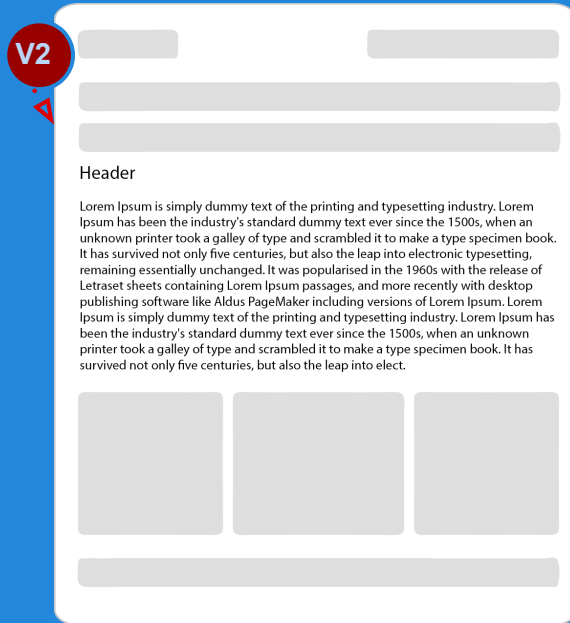 V2
Header
Lorem Ipsum is simply dummy text of the printing and typesetting industry. Lorem
Ipsum has been the industry's standard dummy text ever since the 1500s, when an
unknown printer took a galley of type and scrambled it to make a type specimen book.
It has survived not only five centuries, but also the leap into electronic typesetting,
remaining essentially unchanged. It was popularised in the 1960s with the release of
Letraset sheets containing Lorem Ipsum passages, and more recently with desktop
publishing software like Aldus PageMaker including versions of Lorem Ipsum. Lorem
Ipsum is simply dummy text of the printing and typesetting industry. Lorem Ipsum has
been the industry's standard dummy text ever since the 1500s, when an unknown
printer took a galley of type and scrambled it to make a type specimen book. It has
survived not only five centuries, but also the leap into elect.